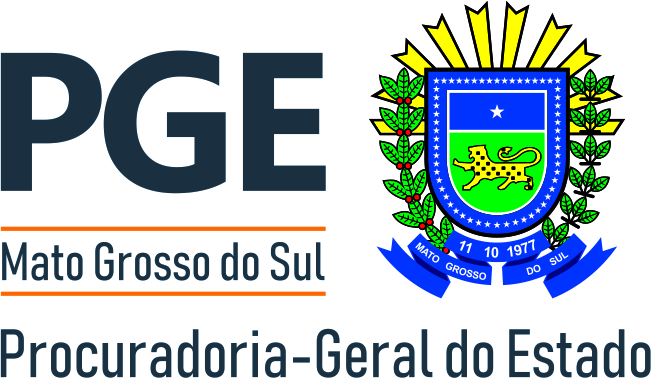 PGE
Mato Grosso do Sul
11 10 1977
MATO GROSSO DO SUL
Procuradoria-Geral do Estado